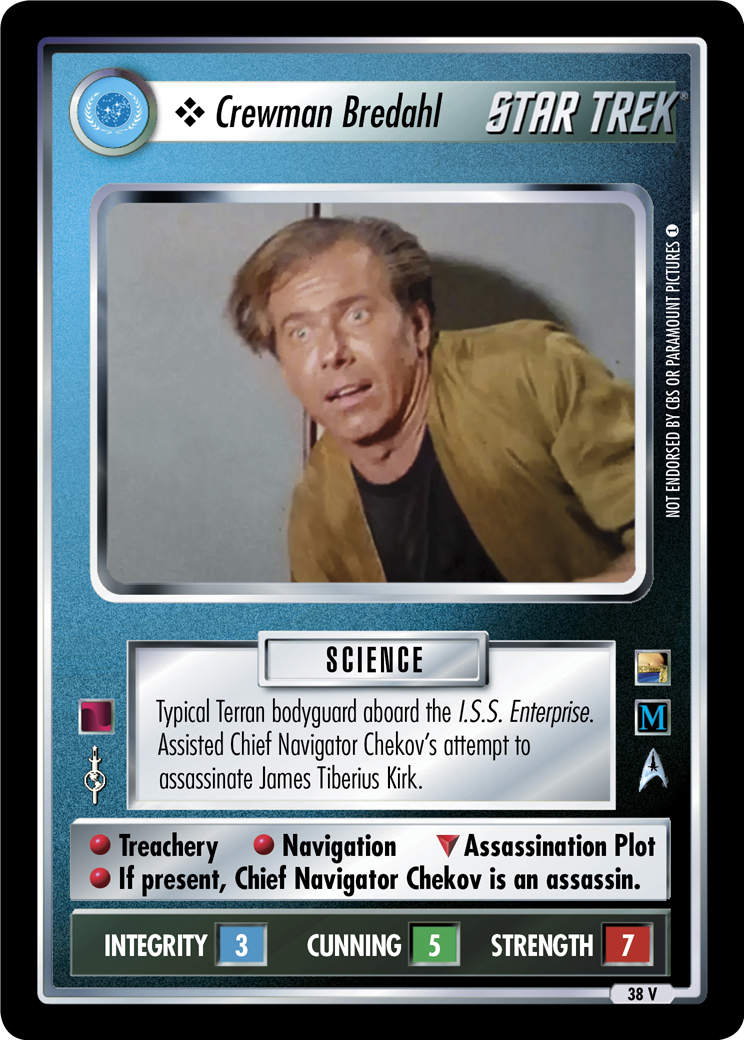 ❖ Crewman Bredahl
STAR TREK®
NOT ENDORSED BY CBS OR PARAMOUNT PICTURES 1
SCIENCE
Typical Terran bodyguard aboard the I.S.S. Enterprise.
Assisted Chief Navigator Chekov's attempt to
assassinate James Tiberius Kirk.
M
Treachery Navigation Assassination Plot
If present, Chief Navigator Chekov is an assassin.
INTEGRITY 3 CUNNING 5 STRENGTH 7
38 V